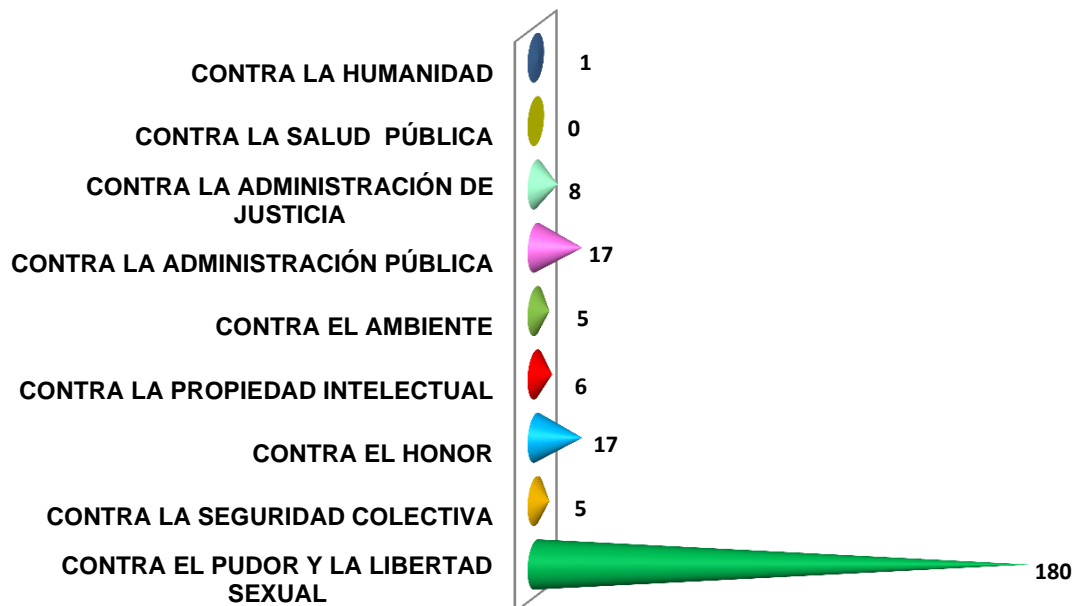 CONTRA LA HUMANIDAD 1
CONTRA LA SALUD PÚBLICA 0
CONTRA LA ADMINISTRACIÓN DE
JUSTICIA 8
CONTRA LA ADMINISTRACIÓN PÚBLICA 17
CONTRA EL AMBIENTE 5
CONTRA LA PROPIEDAD INTELECTUAL 6
CONTRA EL HONOR 17
CONTRA LA SEGURIDAD COLECTIVA 5
CONTRA EL PUDOR Y LA LIBERTAD
SEXUAL 180